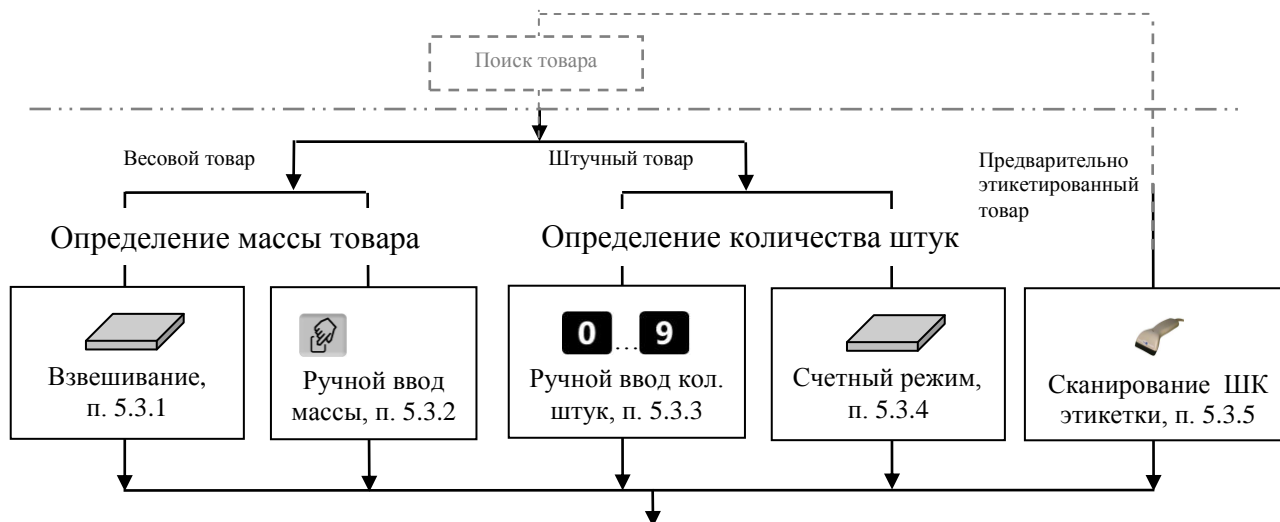 Поиск товара
Весовой товар
Штучный товар
Предварительно
этикетированный
товар
Определение массы товара
Определение количества штук
0 ... 9
Взвешивание,
п. 5.3.1
Ручной ввод
массы, п. 5.3.2
Ручной ввод кол.
штук, п. 5.3.3
Счетный режим,
п. 5.3.4
Сканирование ШК
этикетки, п. 5.3.5